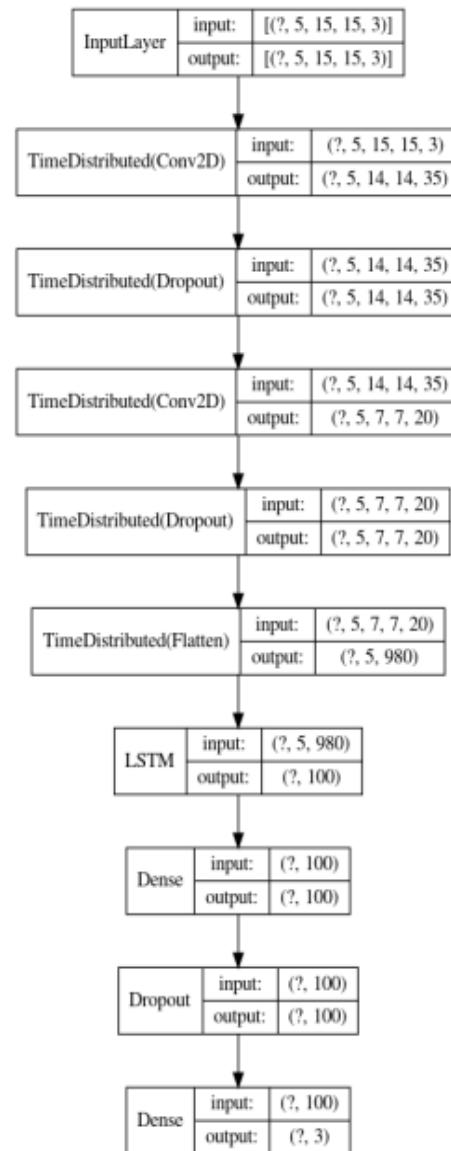 InputLayer
input: [(?, 5, 15, 15, 3)]
output: [(?, 5, 15, 15, 3)]
TimeDistributed(Conv2D)
input: (?, 5, 15, 15, 3)
output: (?, 5, 14, 14, 35)
TimeDistributed(Dropout)
input: (?, 5, 14, 14, 35)
output: (?, 5, 14, 14, 35)
TimeDistributed(Conv2D)
input: (?, 5, 14, 14, 35)
output: (?, 5, 7, 7, 20)
TimeDistributed(Dropout)
input: (?, 5, 7, 7, 20)
output: (?, 5, 7, 7, 20)
TimeDistributed(Flatten)
input: (?, 5, 7, 7, 20)
output: (?, 5, 980)
LSTM
input: (?, 5, 980)
output: (?, 100)
Dense
input: (?, 100)
output: (?, 100)
Dropout
input: (?, 100)
output: (?, 100)
Dense
input: (?, 100)
output: (?, 3)